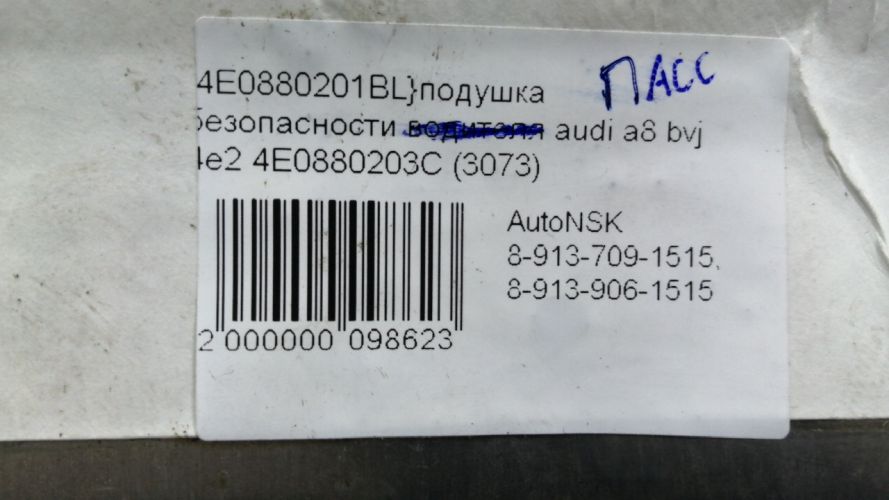 4E0880201BL}подушка ПАСС
безопасности водителя audi a8 bvj
4e2 4E0880203C (3073)
AutoNSK
8-913-709-1515,
8-913-906-1515
2 000000 098623